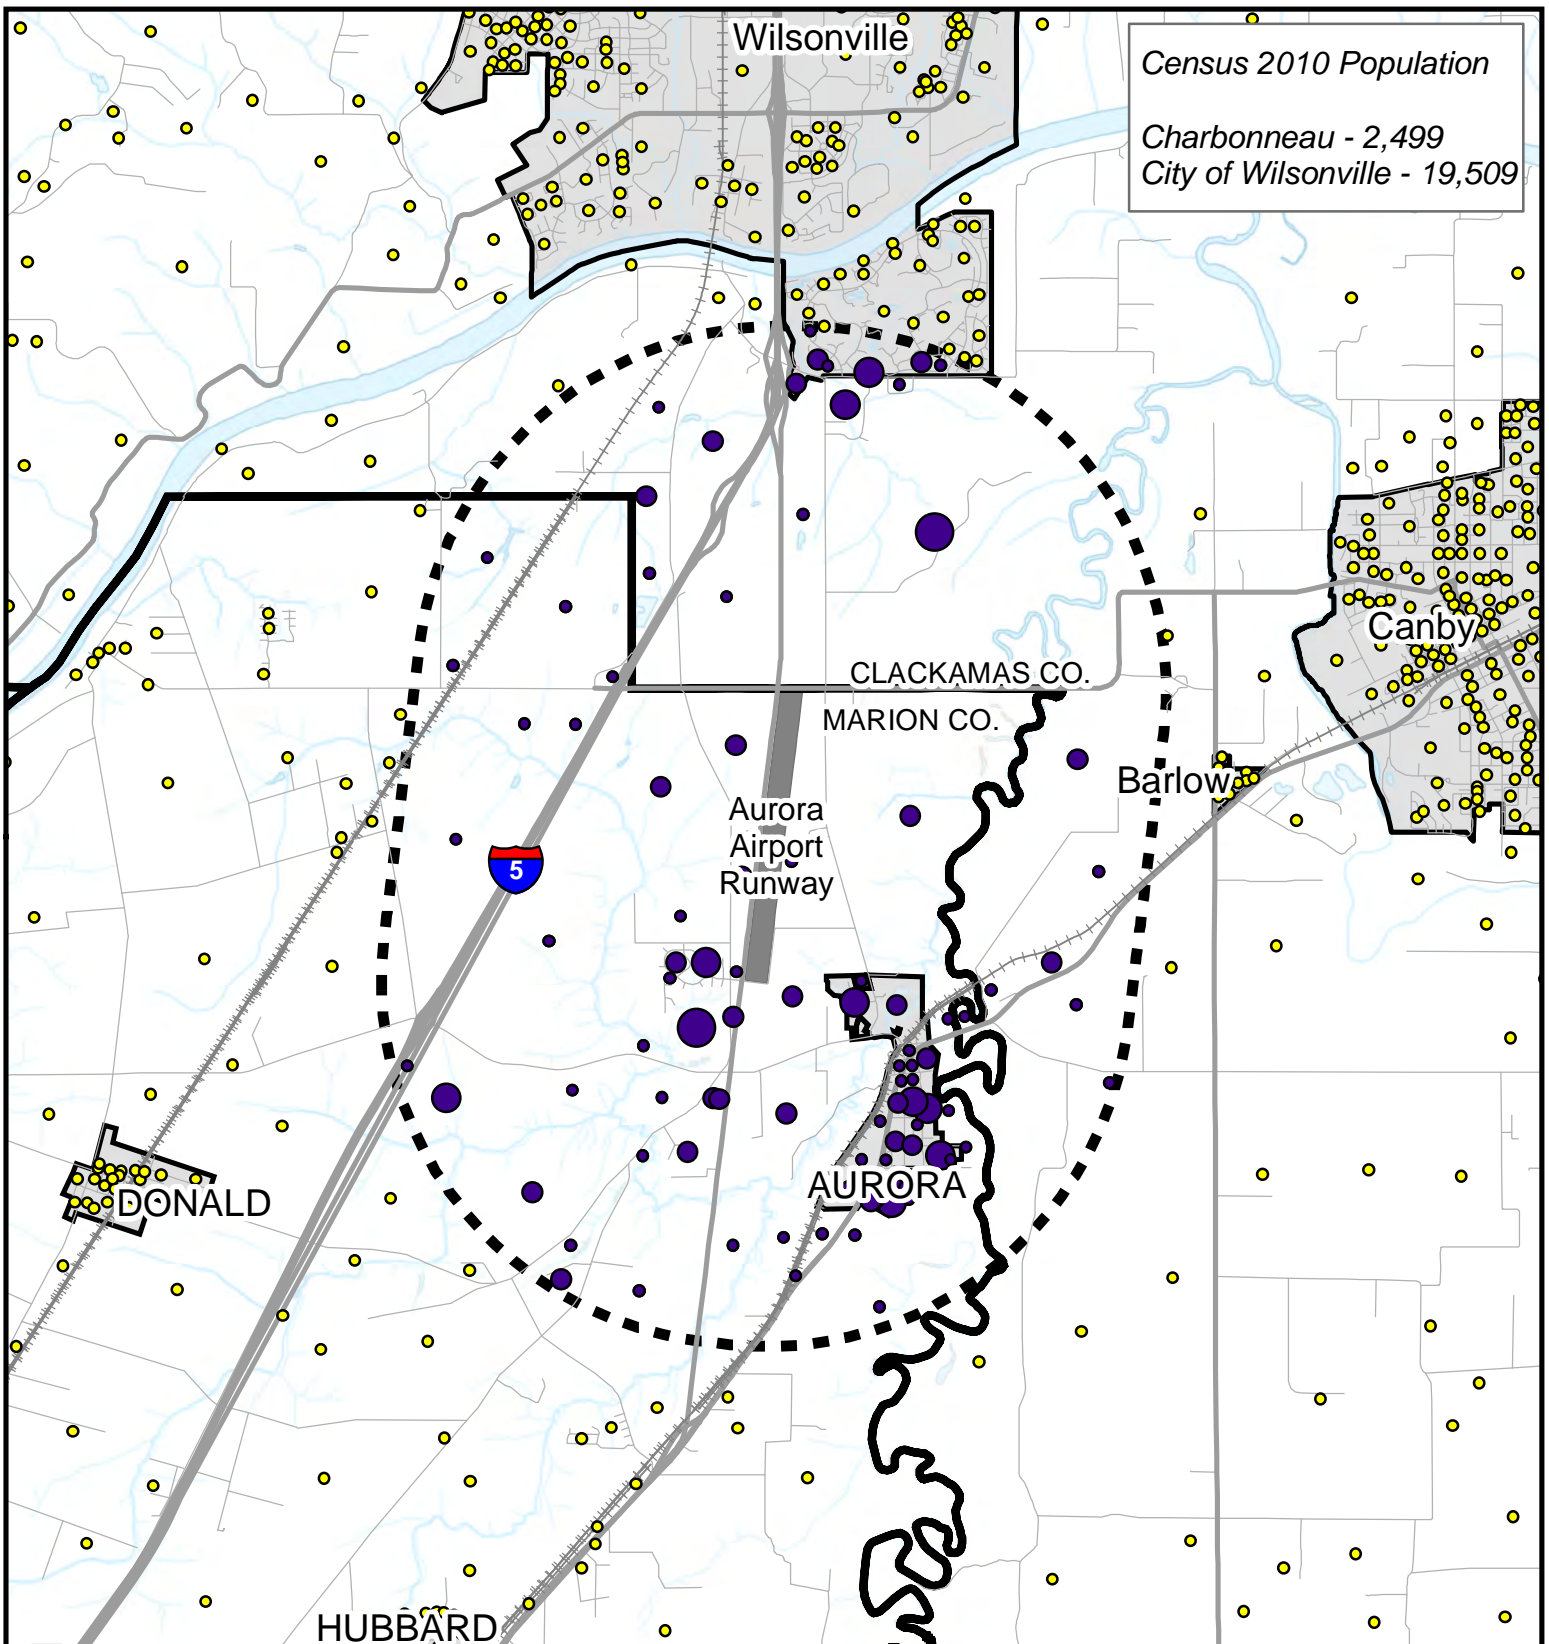 Wilsonville
Census 2010 Population
Charbonneau - 2,499
City of Wilsonville - 19,509
Canby
CLACKAMAS CO.
MARION CO.
Barlow
Aurora
Airport
Runway
5
DONALD
AURORA
HUBBARD